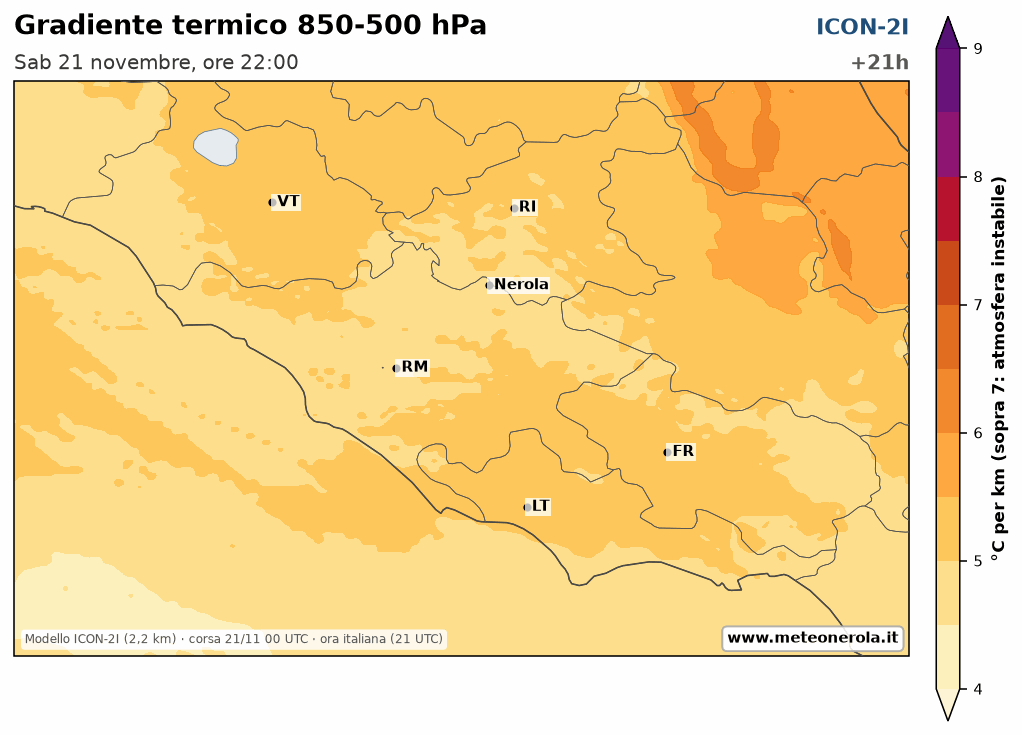 Gradiente termico 850-500 hPa
ICON-2I
Sab 21 novembre, ore 22:00
+21h
VT
RI
Nerola
RM
FR
LT
Modello ICON-2I (2,2 km) · corsa 21/11 00 UTC · ora italiana (21 UTC)
www.meteonerola.it
9
8
7
6
5
4
°C per km (sopra 7: atmosfera instabile)